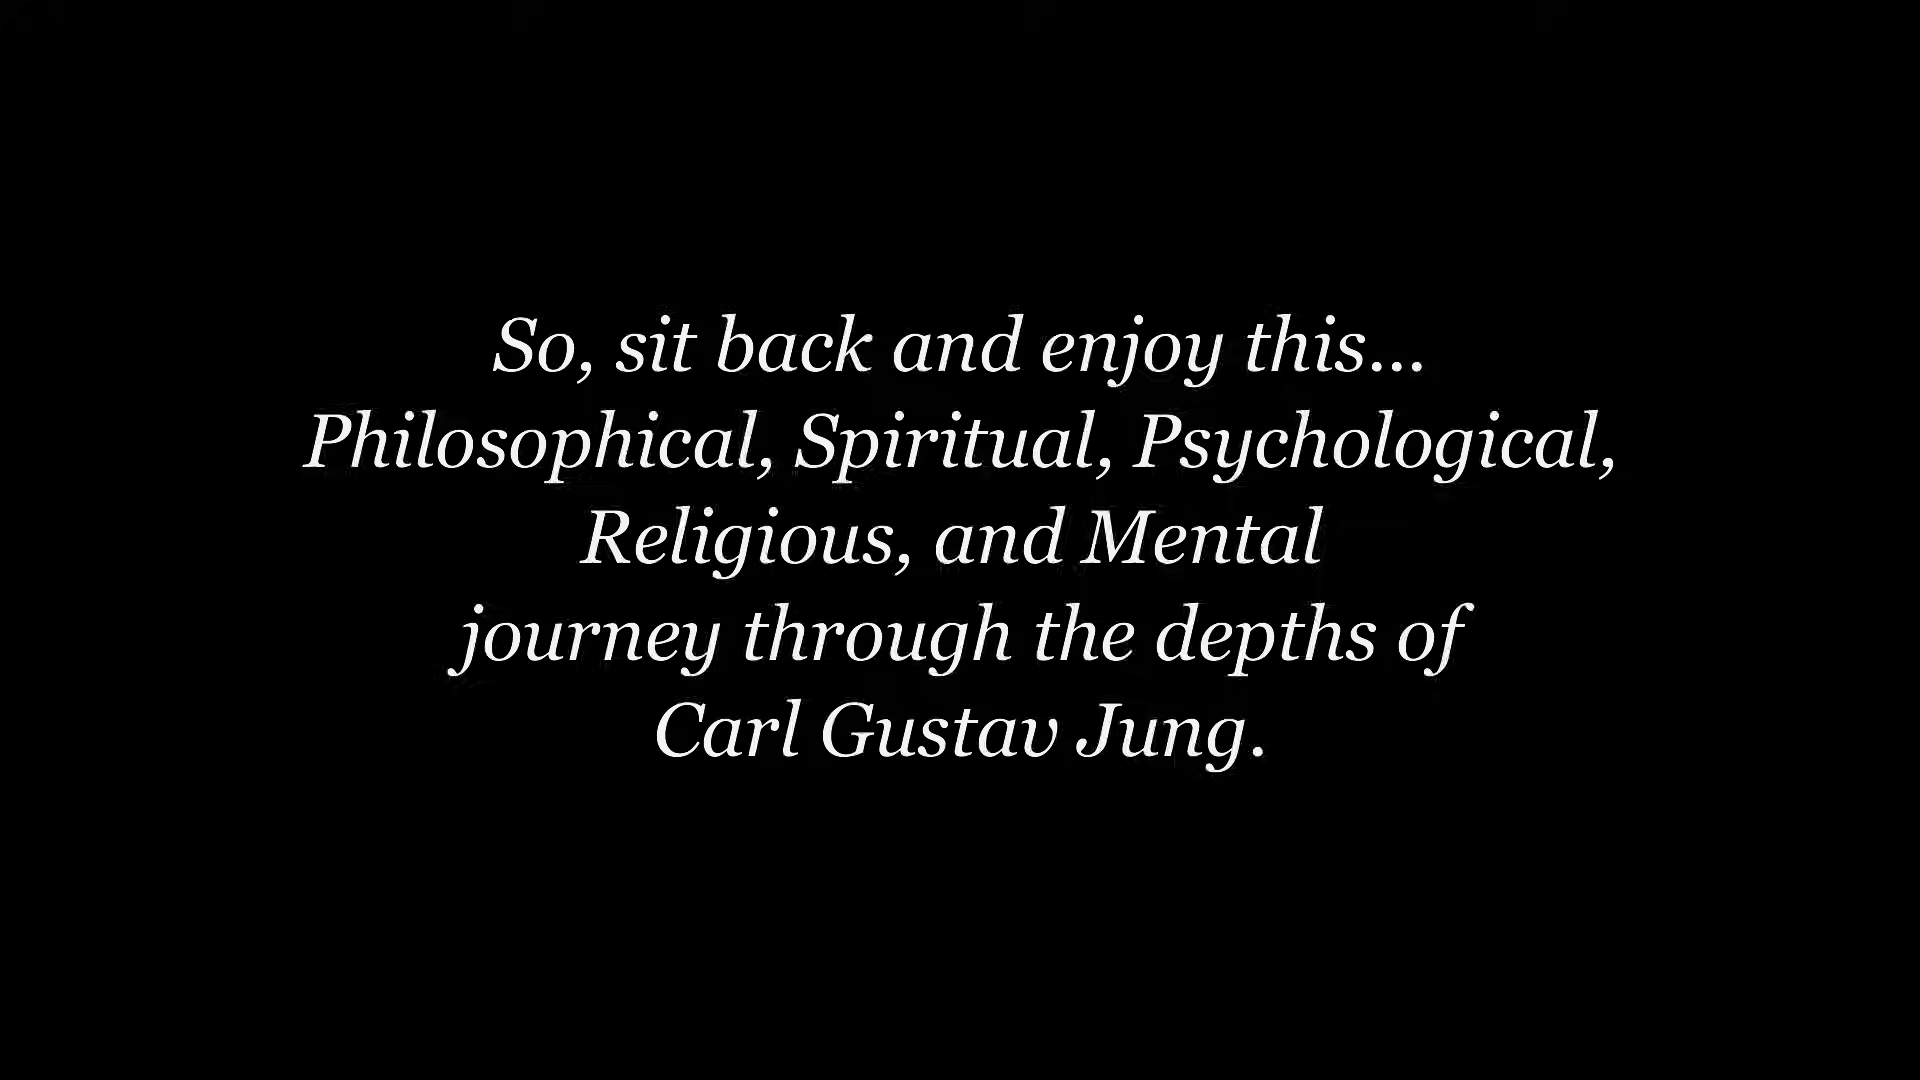 So, sit back and enjoy this...
Philosophical, Spiritual, Psychological,
Religious, and Mental
journey through the depths of
Carl Gustav Jung.